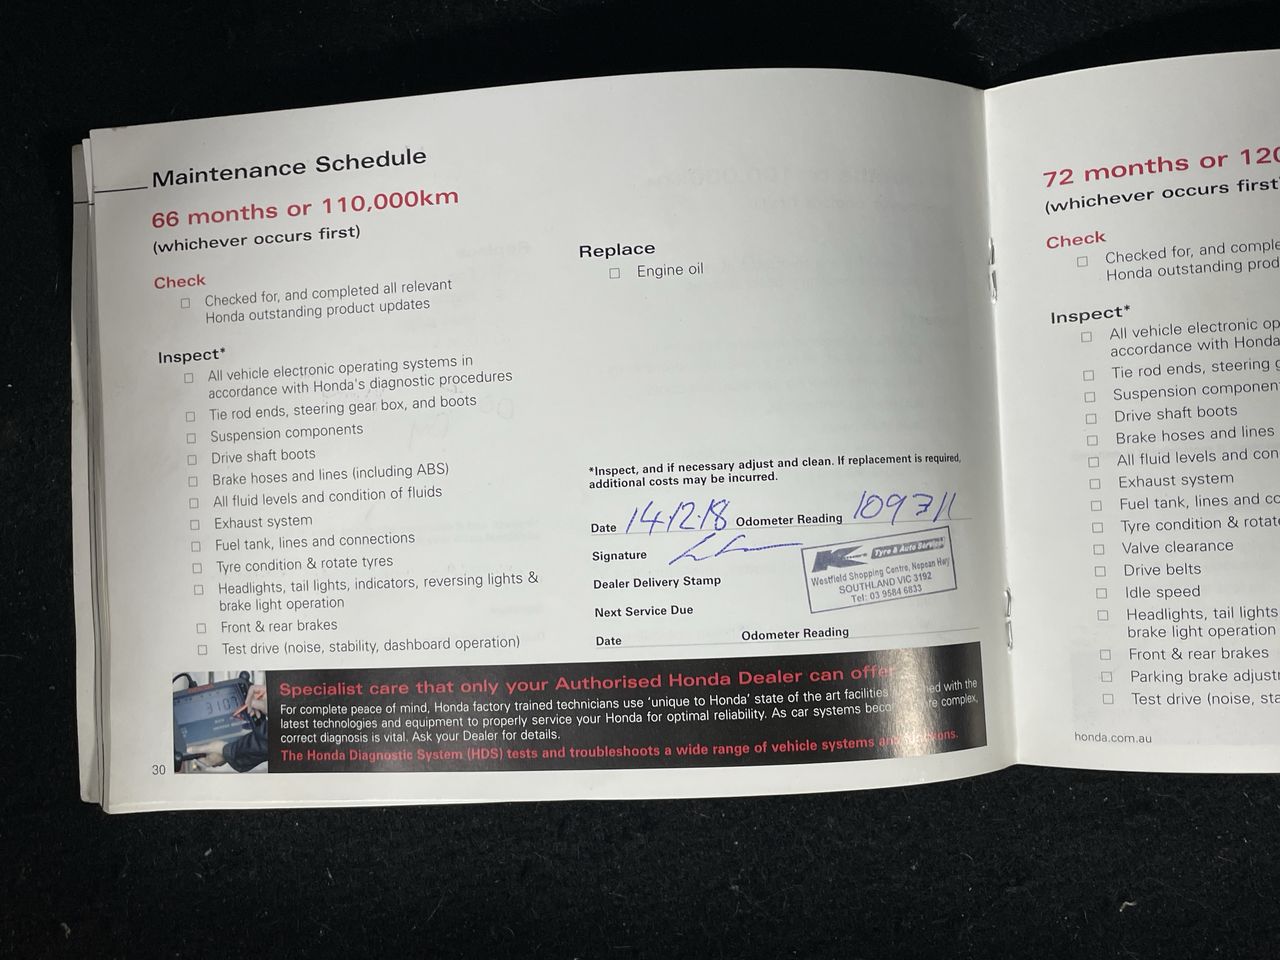 Maintenance Schedule
66 months or 110,000km
(whichever occurs first)
Check
Checked for, and completed all relevant
Honda outstanding product updates
Inspect*
All vehicle electronic operating systems in
accordance with Honda's diagnostic procedures
Tie rod ends, steering gear box, and boots
Suspension components
Drive shaft boots
Brake hoses and lines (including ABS)
All fluid levels and condition of fluids
Exhaust system
Fuel tank, lines and connections
Tyre condition & rotate tyres
Headlights, tail lights, indicators, reversing lights &
brake light operation
Front & rear brakes
Test drive (noise, stability, dashboard operation)
Replace
Engine oil
*Inspect, and if necessary adjust and clean. If replacement is required,
additional costs may be incurred.
Date 14.12.18 Odometer Reading 109711
Signature
Dealer Delivery Stamp
Next Service Due
Date Odometer Reading
K Tyre & Auto Service
Westfield Shopping Centre, Nepean Hwy
SOUTHLAND VIC 3192
Tel: 03 9584 6833
Specialist care that only your Authorised Honda Dealer can offer
For complete peace of mind, Honda factory trained technicians use 'unique to Honda' state of the art facilities with the
latest technologies and equipment to properly service your Honda for optimal reliability. As car systems become more complex,
correct diagnosis is vital. Ask your Dealer for details.
The Honda Diagnostic System (HDS) tests and troubleshoots a wide range of vehicle systems and functions.
30
72 months or 120
(whichever occurs first
Check
Checked for, and comple
Honda outstanding prod
Inspect*
All vehicle electronic op
accordance with Honda
Tie rod ends, steering g
Suspension componen
Drive shaft boots
Brake hoses and lines
All fluid levels and con
Exhaust system
Fuel tank, lines and co
Tyre condition & rotat
Valve clearance
Drive belts
Idle speed
Headlights, tail lights
brake light operation
Front & rear brakes
Parking brake adjust
Test drive (noise, sta
honda.com.au